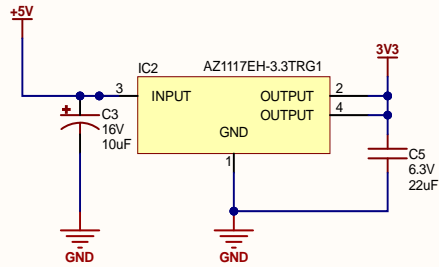 +5V
3V3
IC2
AZ1117EH-3.3TRG1
3
INPUT
OUTPUT
2
OUTPUT
4
GND
1
C3
16V
10uF
C5
6.3V
22uF
GND
GND